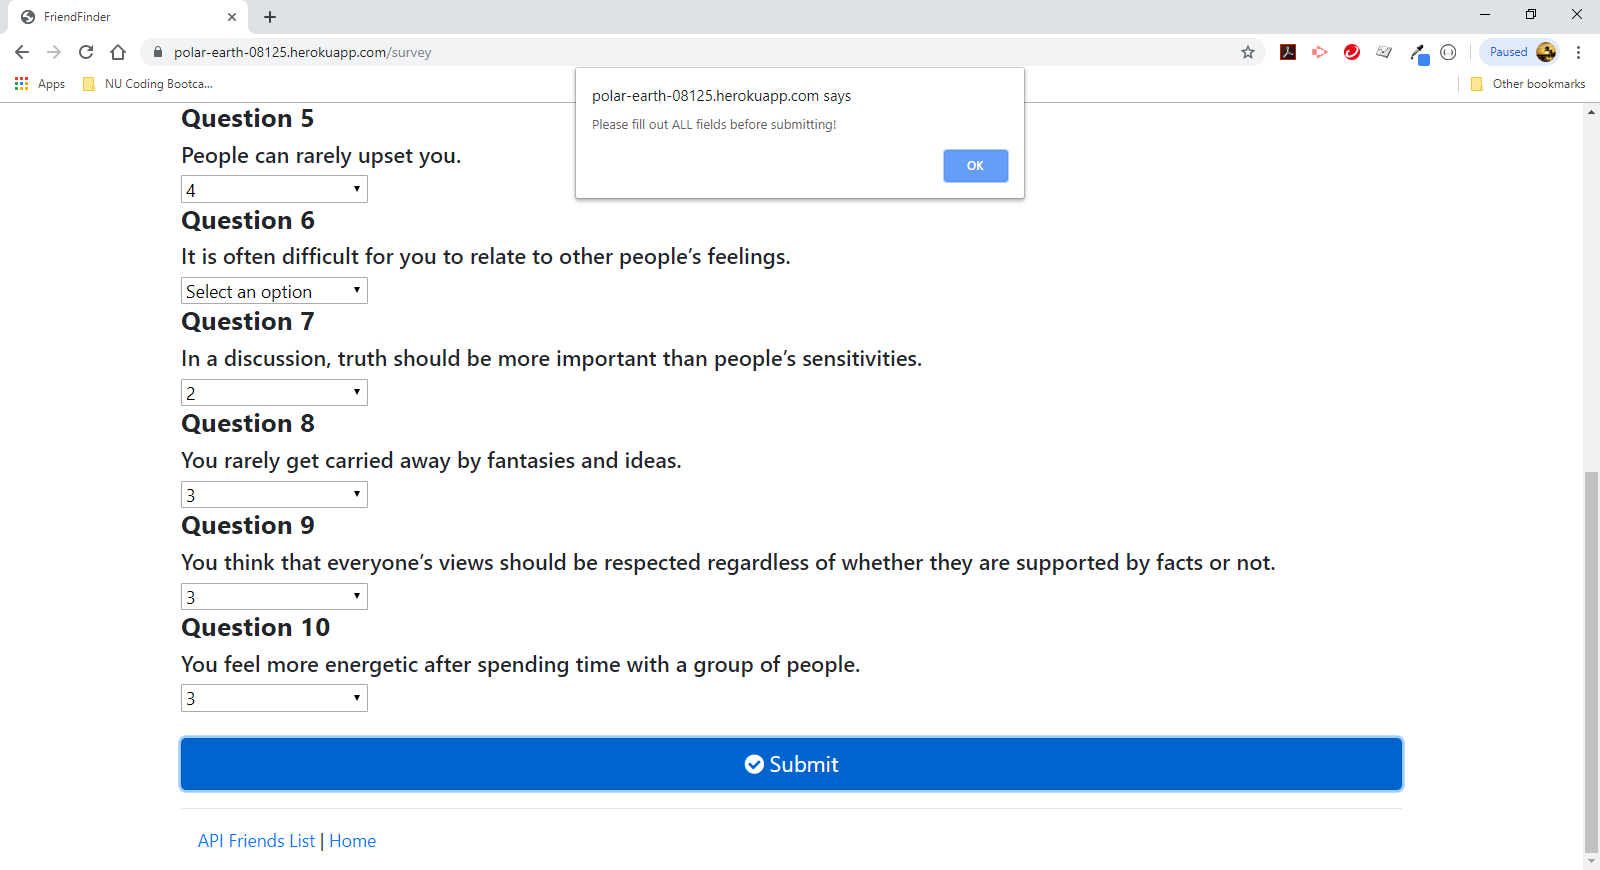 FriendFinder
polar-earth-08125.herokuapp.com/survey
Paused
Apps
NU Coding Bootca...
Other bookmarks
polar-earth-08125.herokuapp.com says
Please fill out ALL fields before submitting!
OK
Question 5
People can rarely upset you.
4
Question 6
It is often difficult for you to relate to other people’s feelings.
Select an option
Question 7
In a discussion, truth should be more important than people’s sensitivities.
2
Question 8
You rarely get carried away by fantasies and ideas.
3
Question 9
You think that everyone’s views should be respected regardless of whether they are supported by facts or not.
3
Question 10
You feel more energetic after spending time with a group of people.
3
Submit
API Friends List | Home